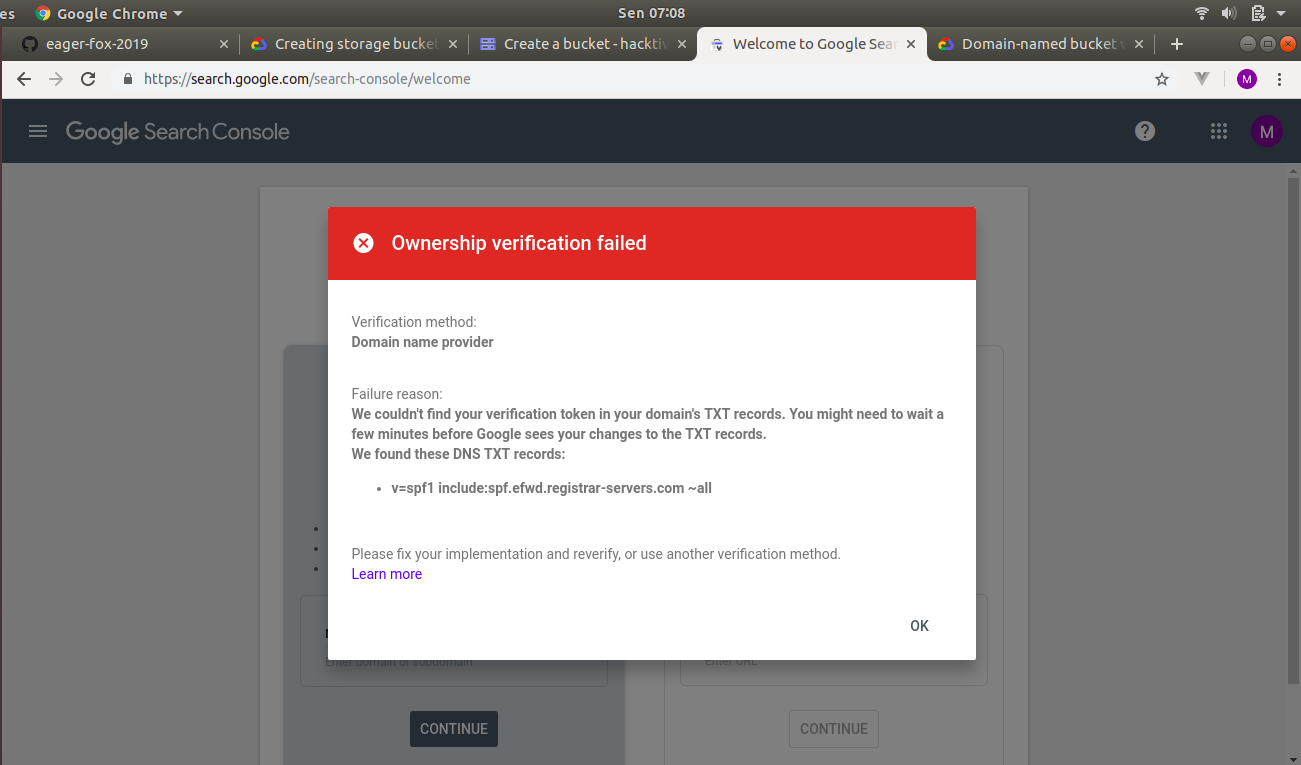 es Google Chrome Sen 07:08
eager-fox-2019 Creating storage bucket Create a bucket - hacktiv Welcome to Google Sear Domain-named bucket v
https://search.google.com/search-console/welcome M
Google Search Console ? M
Ownership verification failed
Verification method:
Domain name provider
Failure reason:
We couldn't find your verification token in your domain's TXT records. You might need to wait a
few minutes before Google sees your changes to the TXT records.
We found these DNS TXT records:
• v=spf1 include:spf.efwd.registrar-servers.com ~all
Please fix your implementation and reverify, or use another verification method.
Learn more
OK
Enter domain or subdomain Enter URL
CONTINUE CONTINUE